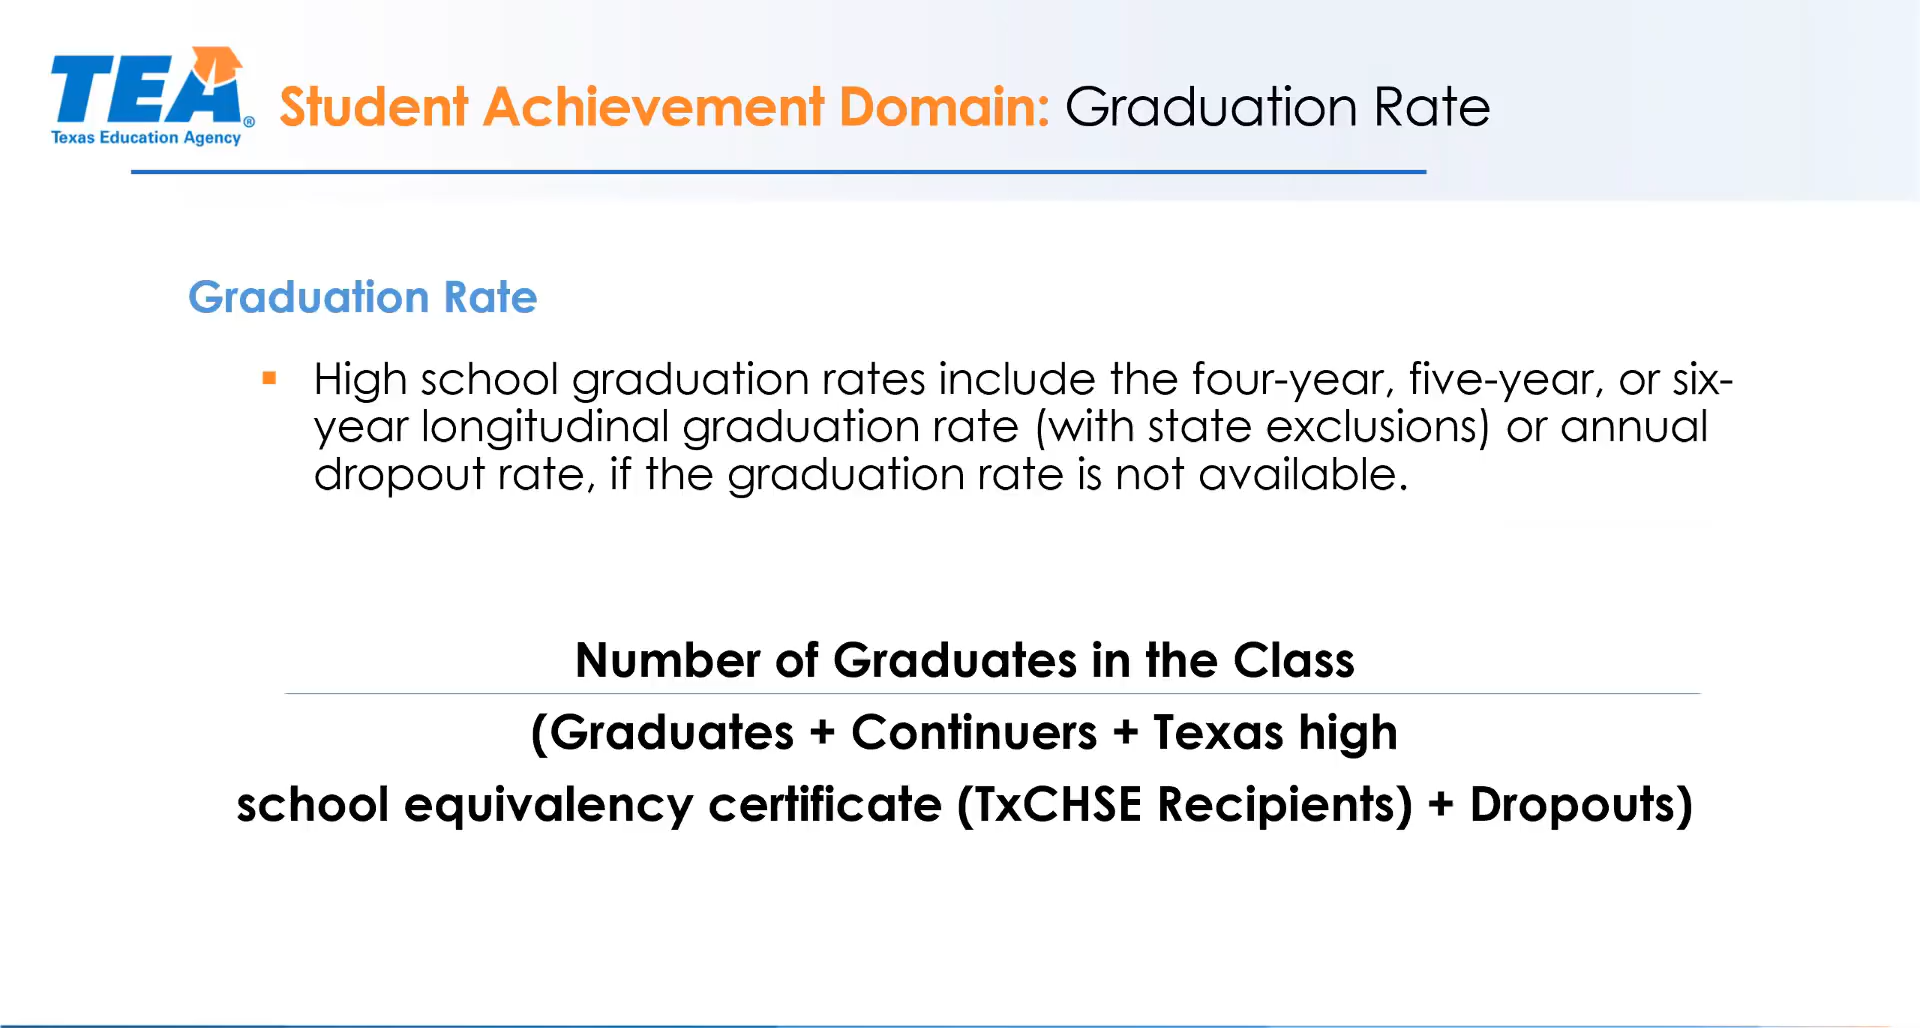 TEA®
Texas Education Agency
Student Achievement Domain: Graduation Rate
Graduation Rate
▪ High school graduation rates include the four-year, five-year, or six-
year longitudinal graduation rate (with state exclusions) or annual
dropout rate, if the graduation rate is not available.
Number of Graduates in the Class
(Graduates + Continuers + Texas high
school equivalency certificate (TxCHSE Recipients) + Dropouts)